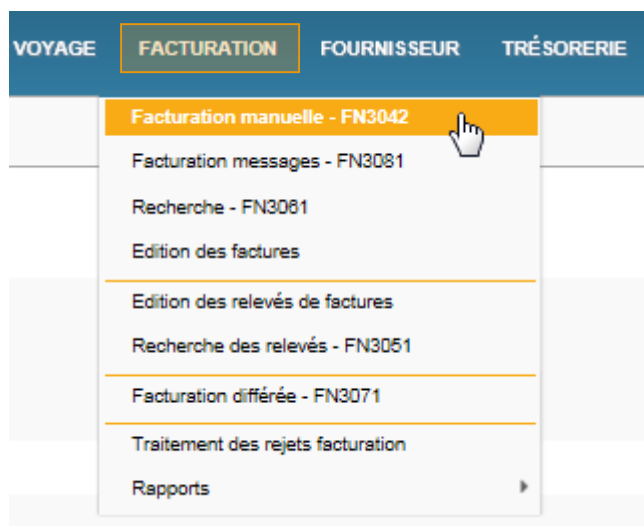 VOYAGE FACTURATION FOURNISSEUR TRÉSORERIE
Facturation manuelle - FN3042
Facturation messages - FN3081
Recherche - FN3061
Edition des factures
Edition des relevés de factures
Recherche des relevés - FN3051
Facturation différée - FN3071
Traitement des rejets facturation
Rapports